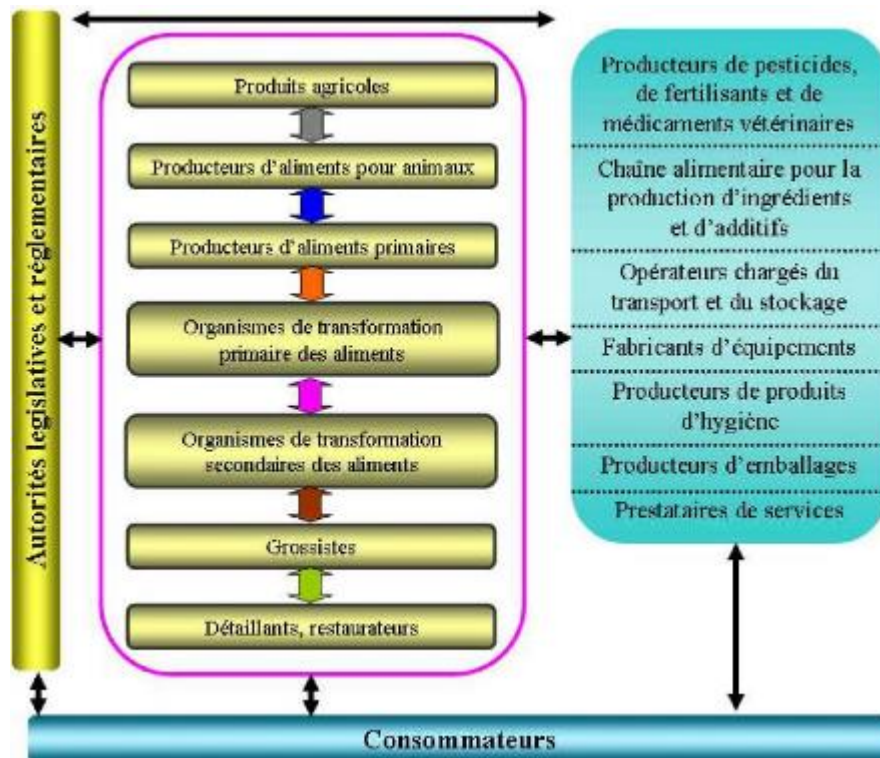 Autorités législatives et réglementaires
Produits agricoles
Producteurs d'aliments pour animaux
Producteurs d'aliments primaires
Organismes de transformation
primaire des aliments
Organismes de transformation
secondaires des aliments
Grossistes
Détaillants, restaurateurs
Producteurs de pesticides,
de fertilisants et de
médicaments vétérinaires
Chaîne alimentaire pour la
production d'ingrédients
et d'additifs
Opérateurs chargés du
transport et du stockage
Fabricants d'équipements
Producteurs de produits
d'hygiène
Producteurs d'emballages
Prestataires de services
Consommateurs